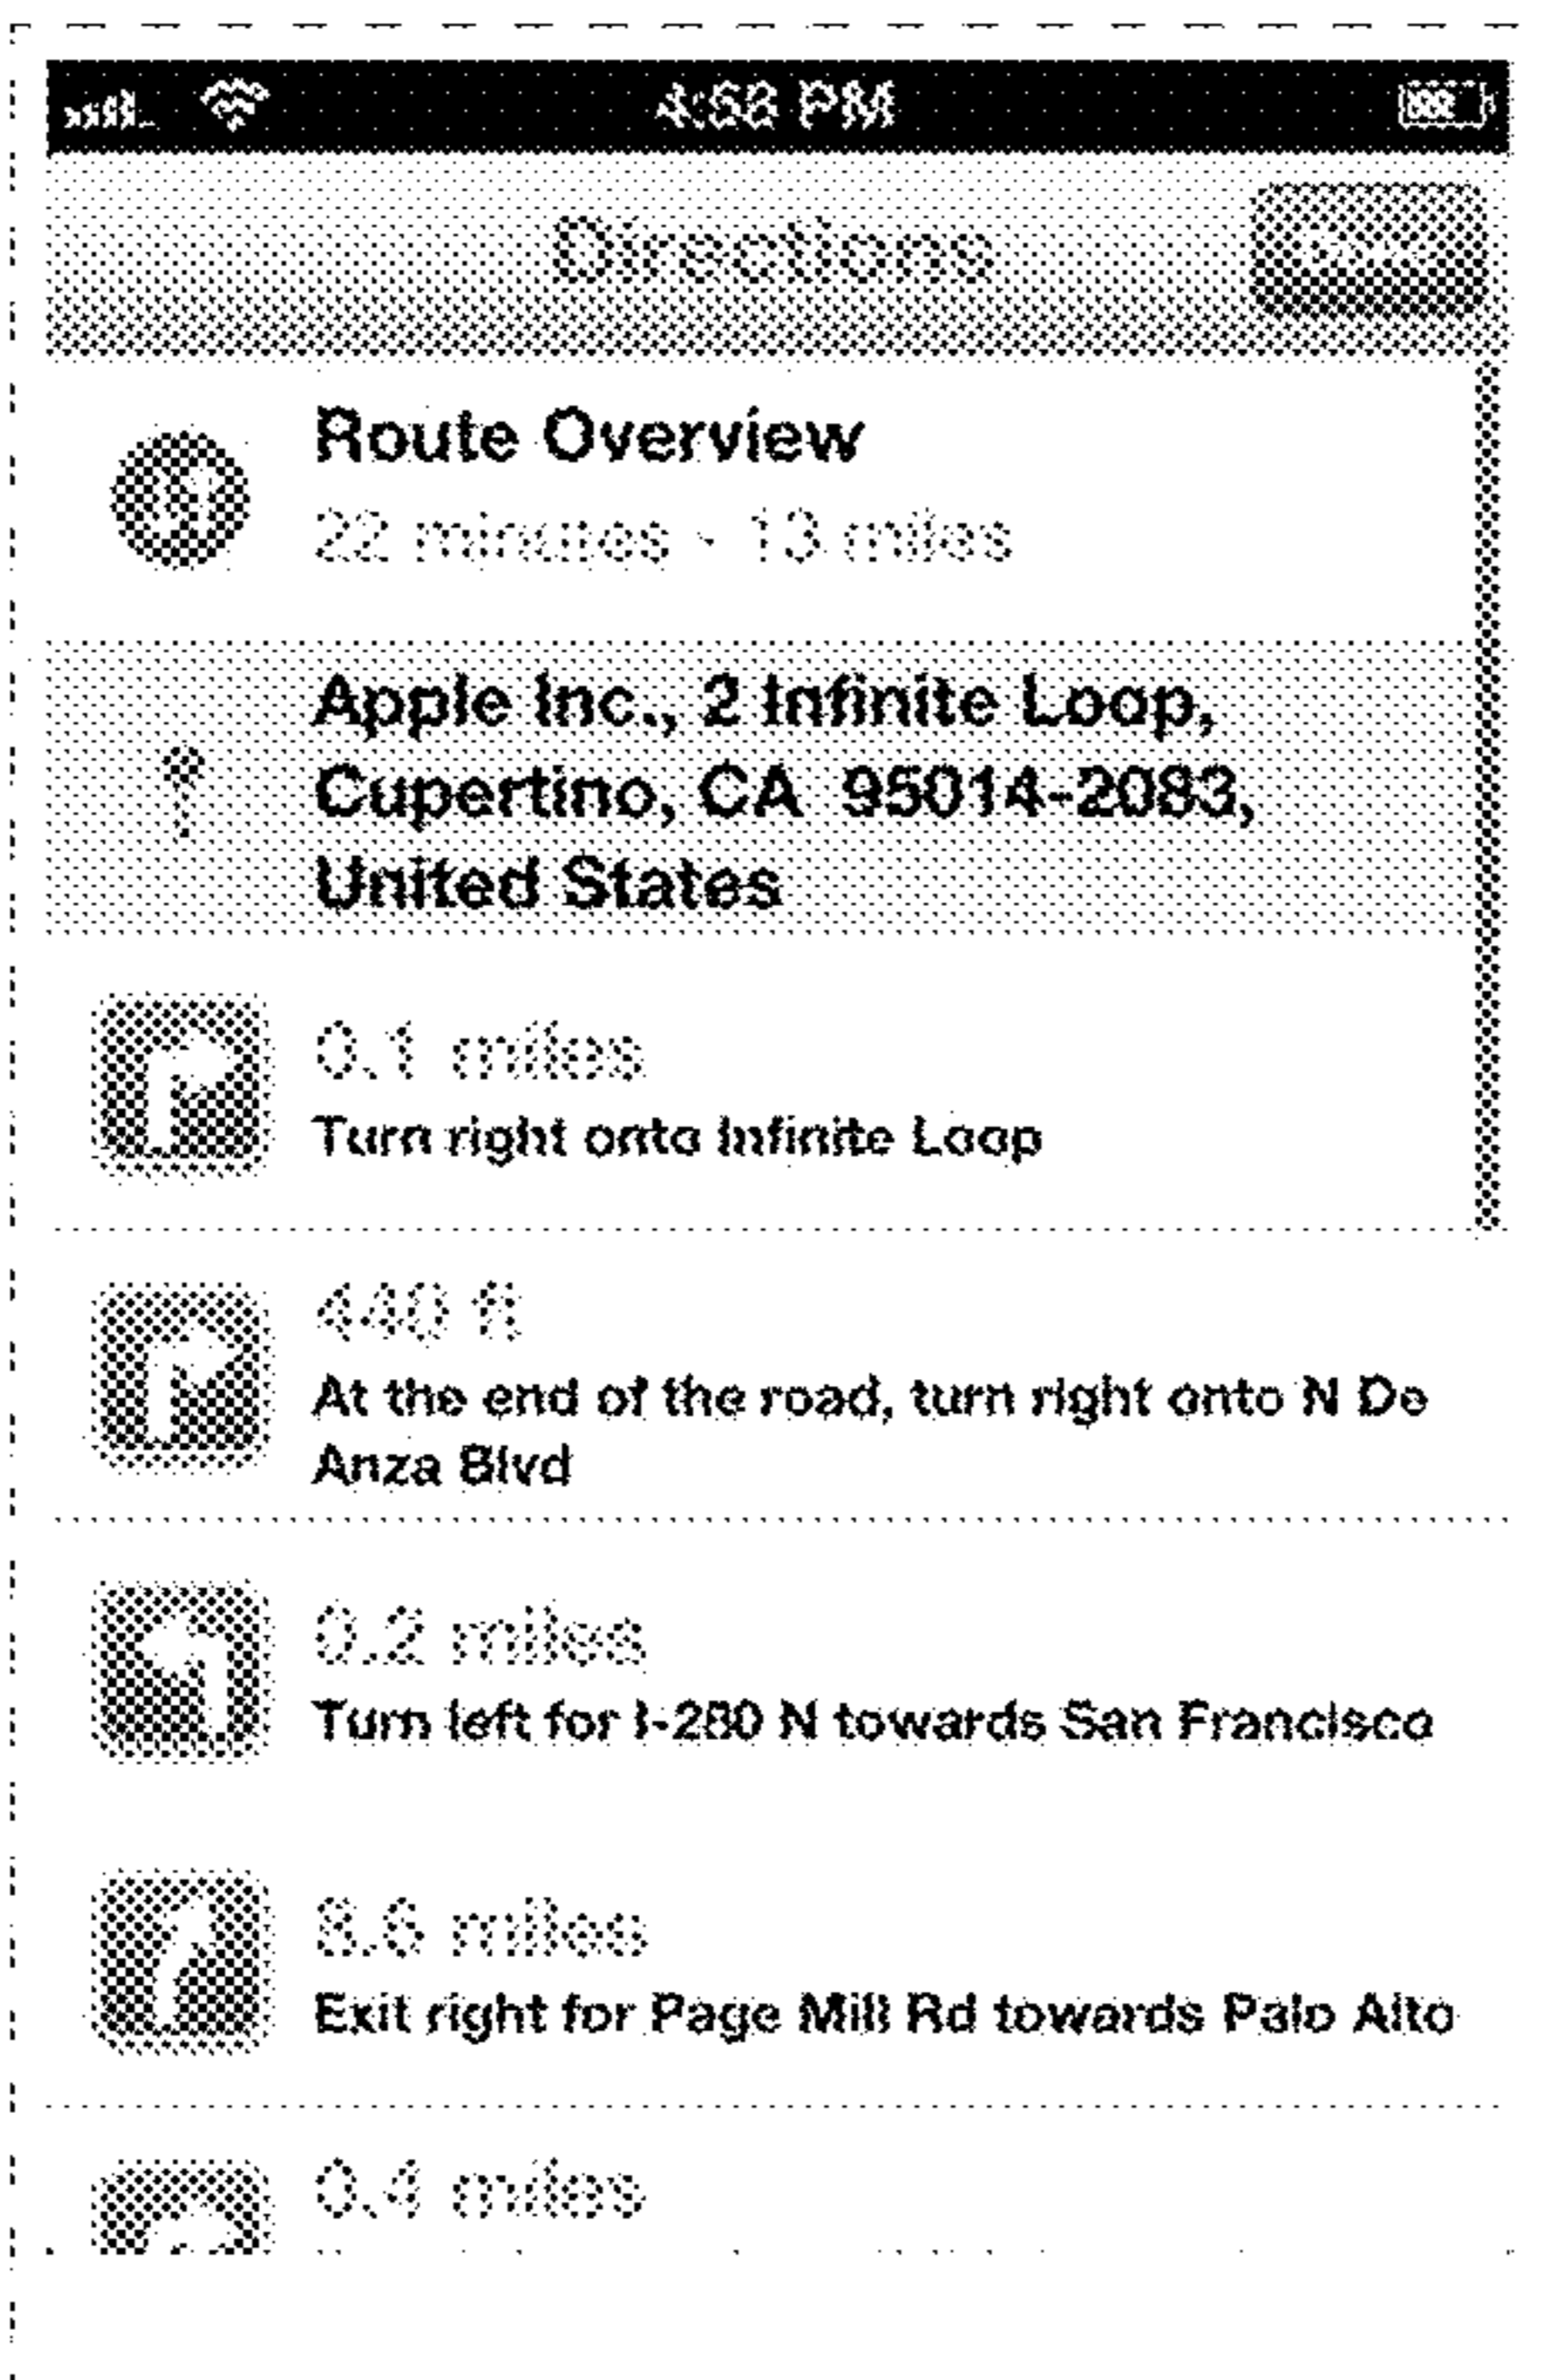 4:58 PM
Directions
Route Overview
22 minutes · 13 miles
Apple Inc., 2 Infinite Loop,
Cupertino, CA 95014-2083,
United States
0.1 miles
Turn right onto Infinite Loop
440 ft
At the end of the road, turn right onto N De
Anza Blvd
0.2 miles
Turn left for I-280 N towards San Francisco
8.6 miles
Exit right for Page Mill Rd towards Palo Alto
0.4 miles